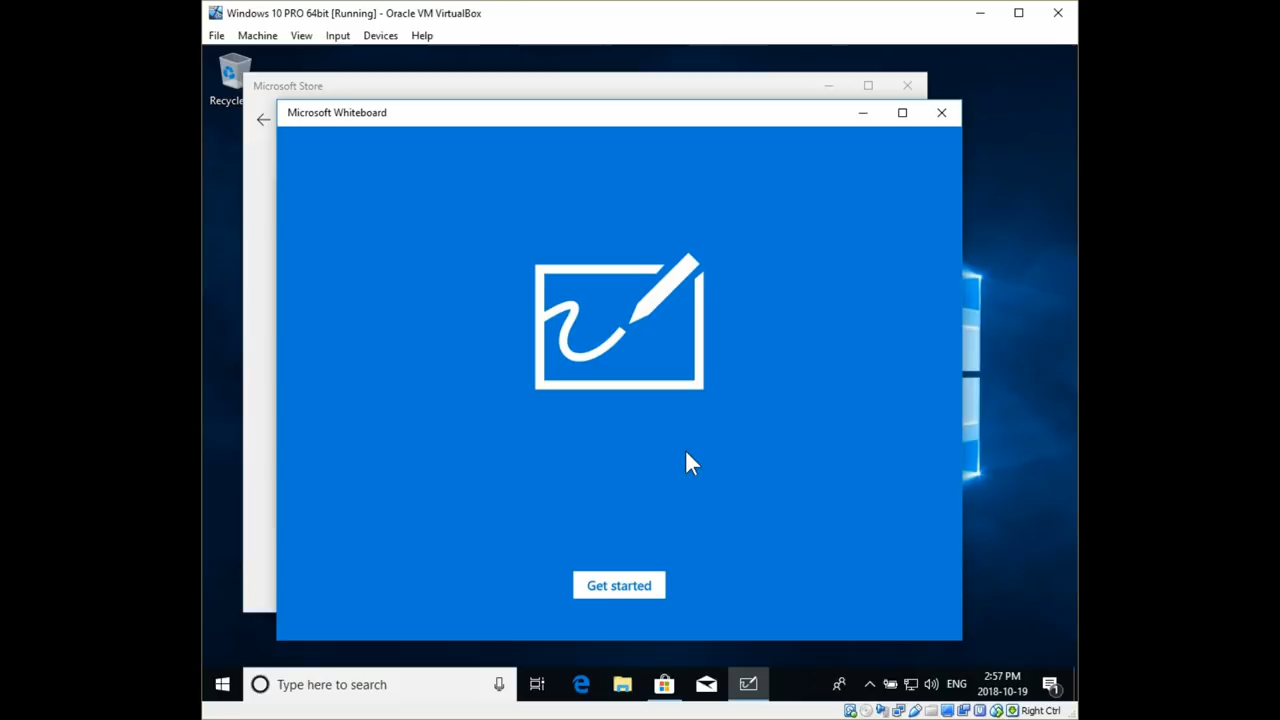 Windows 10 PRO 64bit [Running] - Oracle VM VirtualBox
File Machine View Input Devices Help
Recycle
Microsoft Store
Microsoft Whiteboard
Get started
Type here to search
ENG
2:57 PM
2018-10-19
1
Right Ctrl